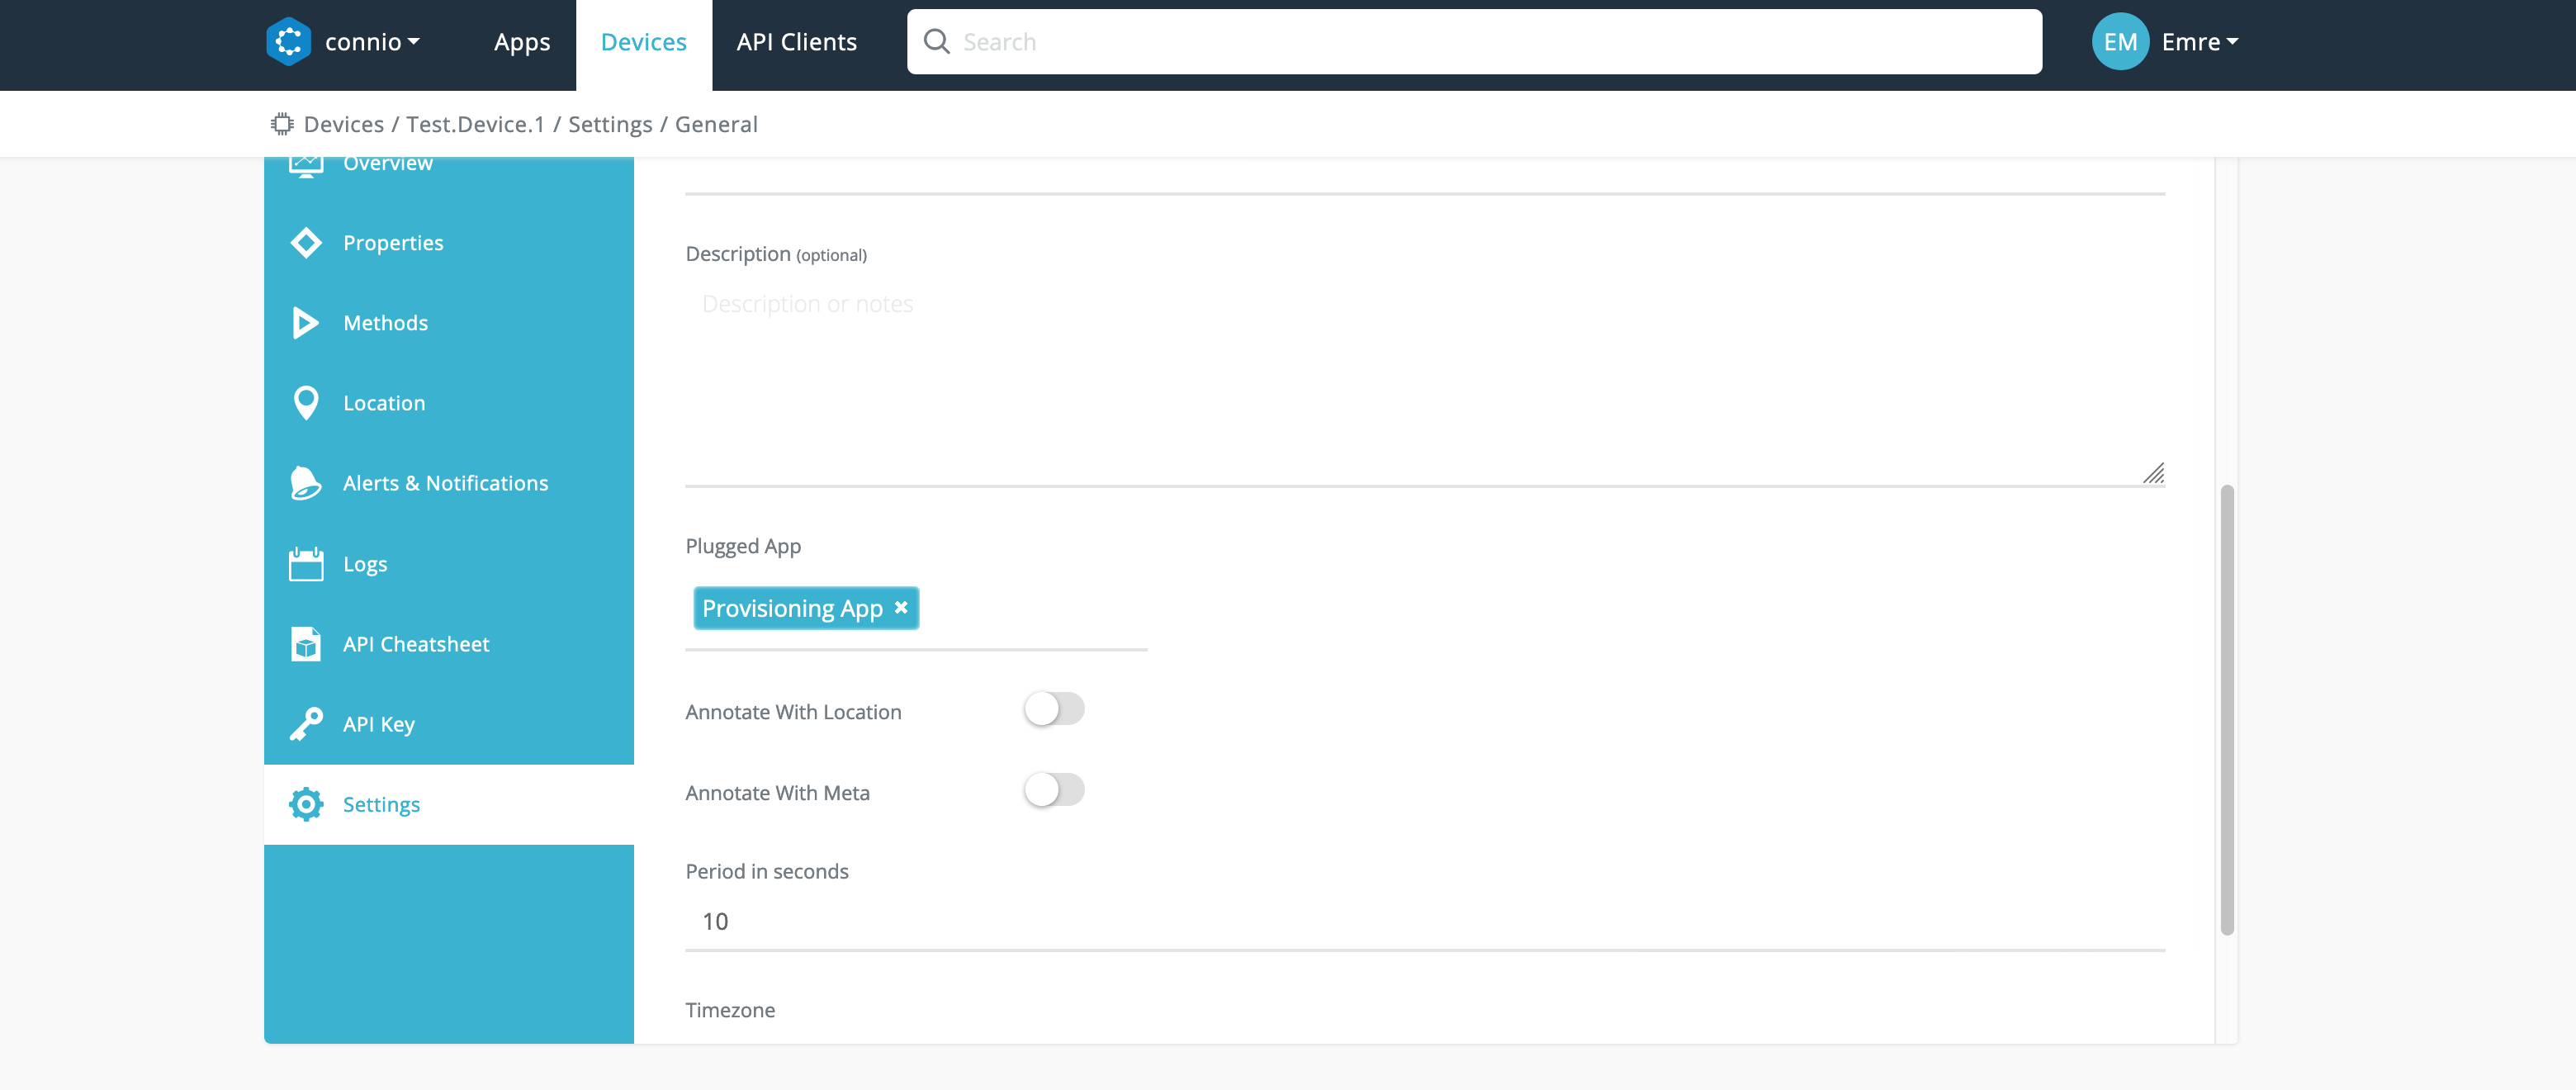 connio
Apps
Devices
API Clients
Search
EM
Emre
Devices / Test.Device.1 / Settings / General
Overview
Properties
Methods
Location
Alerts & Notifications
Logs
API Cheatsheet
API Key
Settings
Description (optional)
Description or notes
Plugged App
Provisioning App
Annotate With Location
Annotate With Meta
Period in seconds
10
Timezone